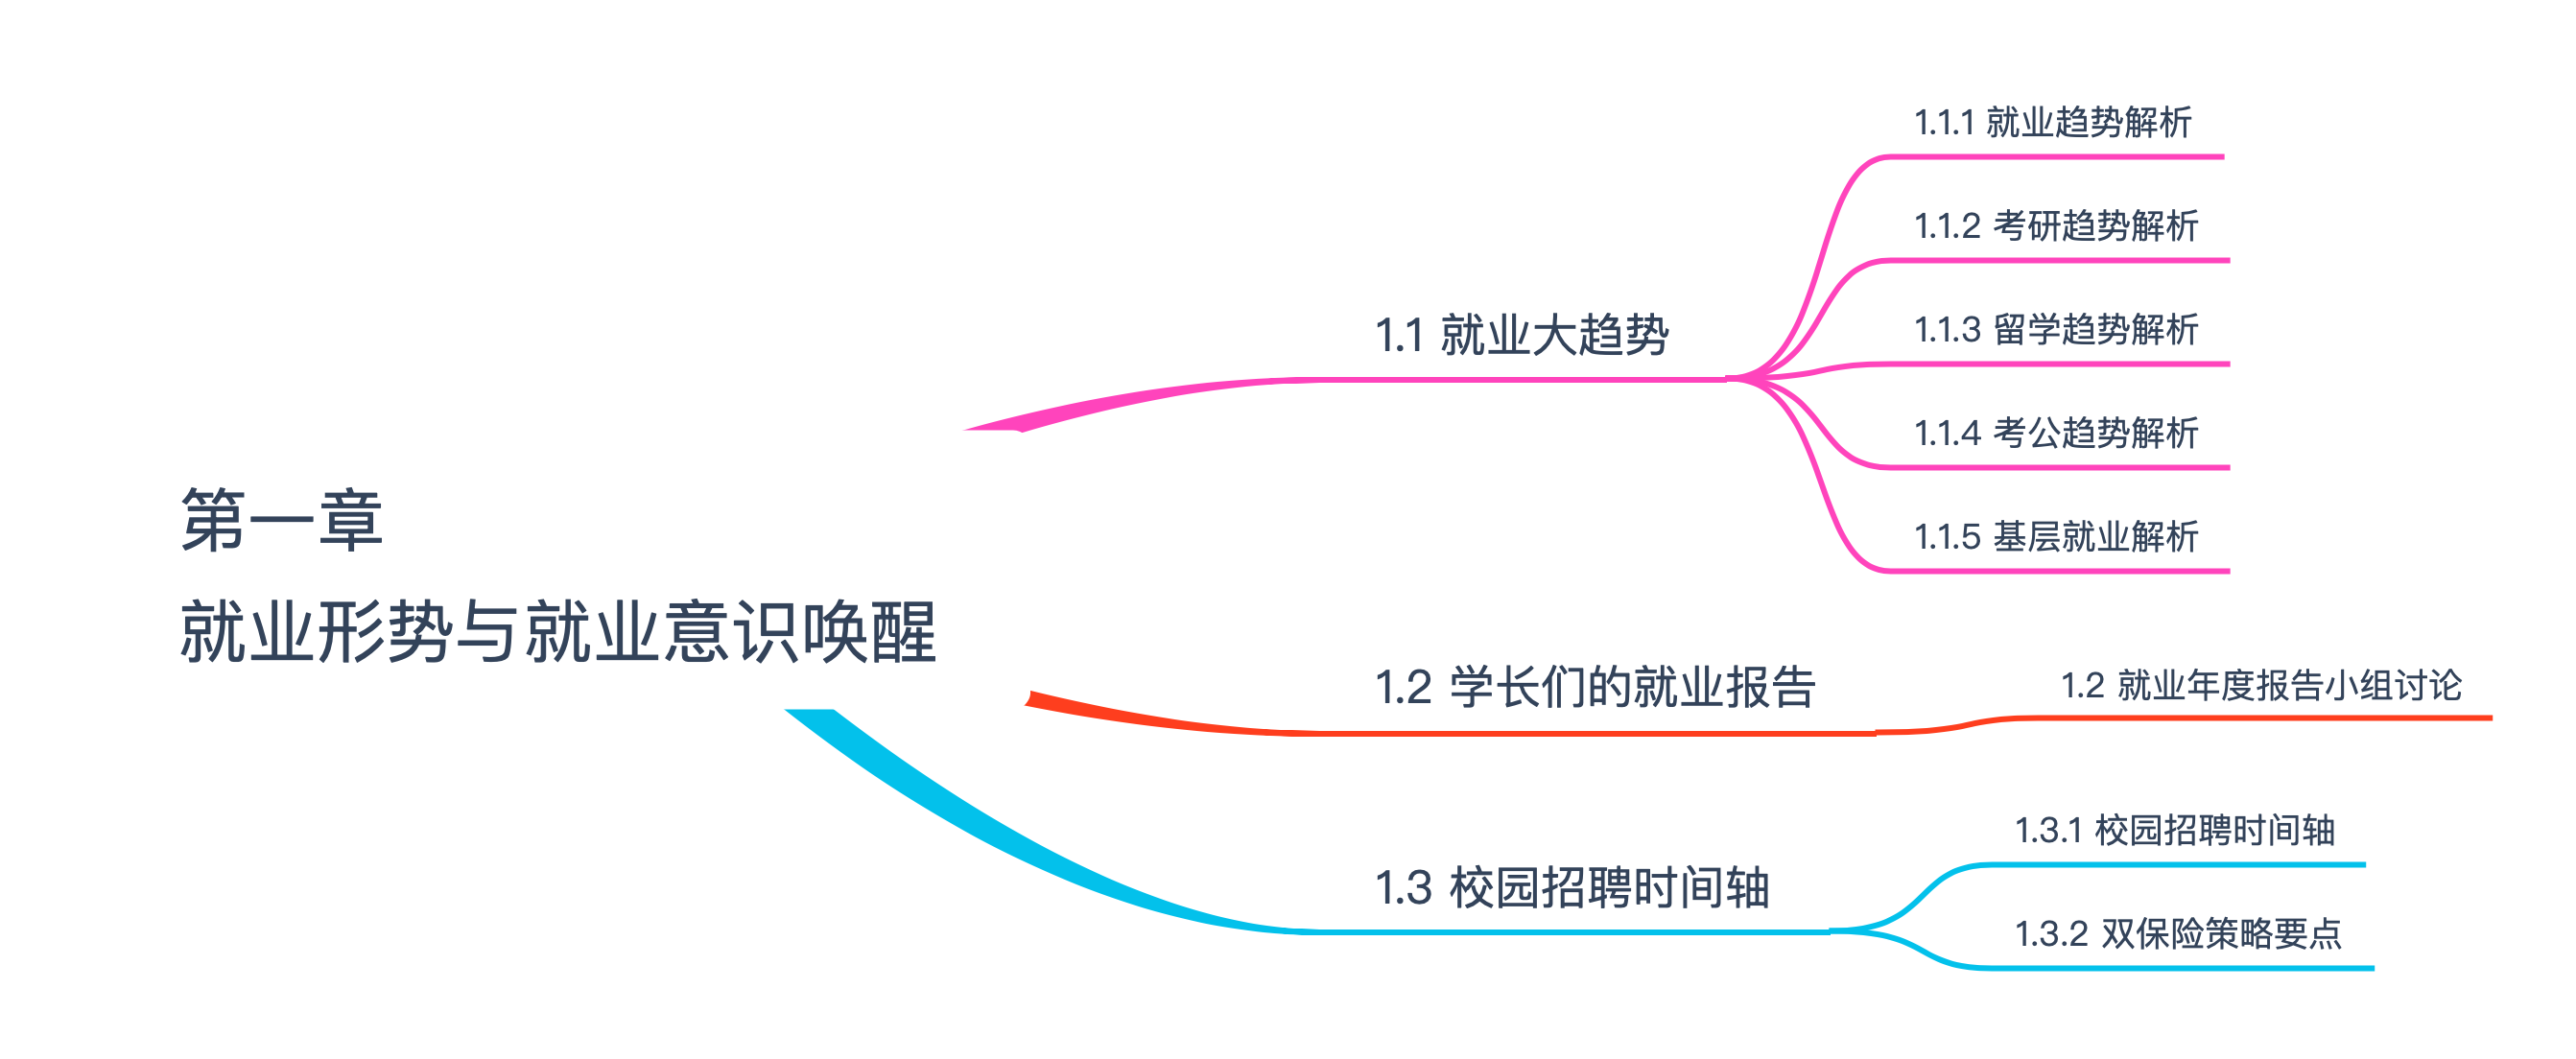 第一章
就业形势与就业意识唤醒
1.1 就业大趋势
1.1.1 就业趋势解析
1.1.2 考研趋势解析
1.1.3 留学趋势解析
1.1.4 考公趋势解析
1.1.5 基层就业解析
1.2 学长们的就业报告
1.2 就业年度报告小组讨论
1.3 校园招聘时间轴
1.3.1 校园招聘时间轴
1.3.2 双保险策略要点